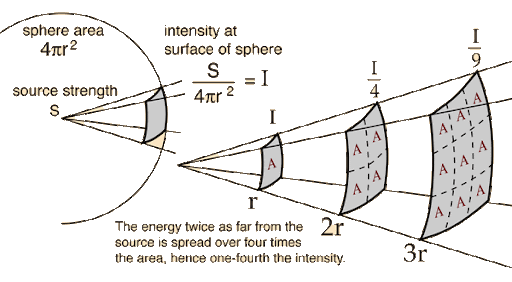 sphere area
4πr²
source strength
S
intensity at
surface of sphere
S
4πr²
= I
I
A
r
I
4
A A
A A
A A
2r
I
9
A A A
A A A
A A A
3r
The energy twice as far from the
source is spread over four times
the area, hence one-fourth the intensity.